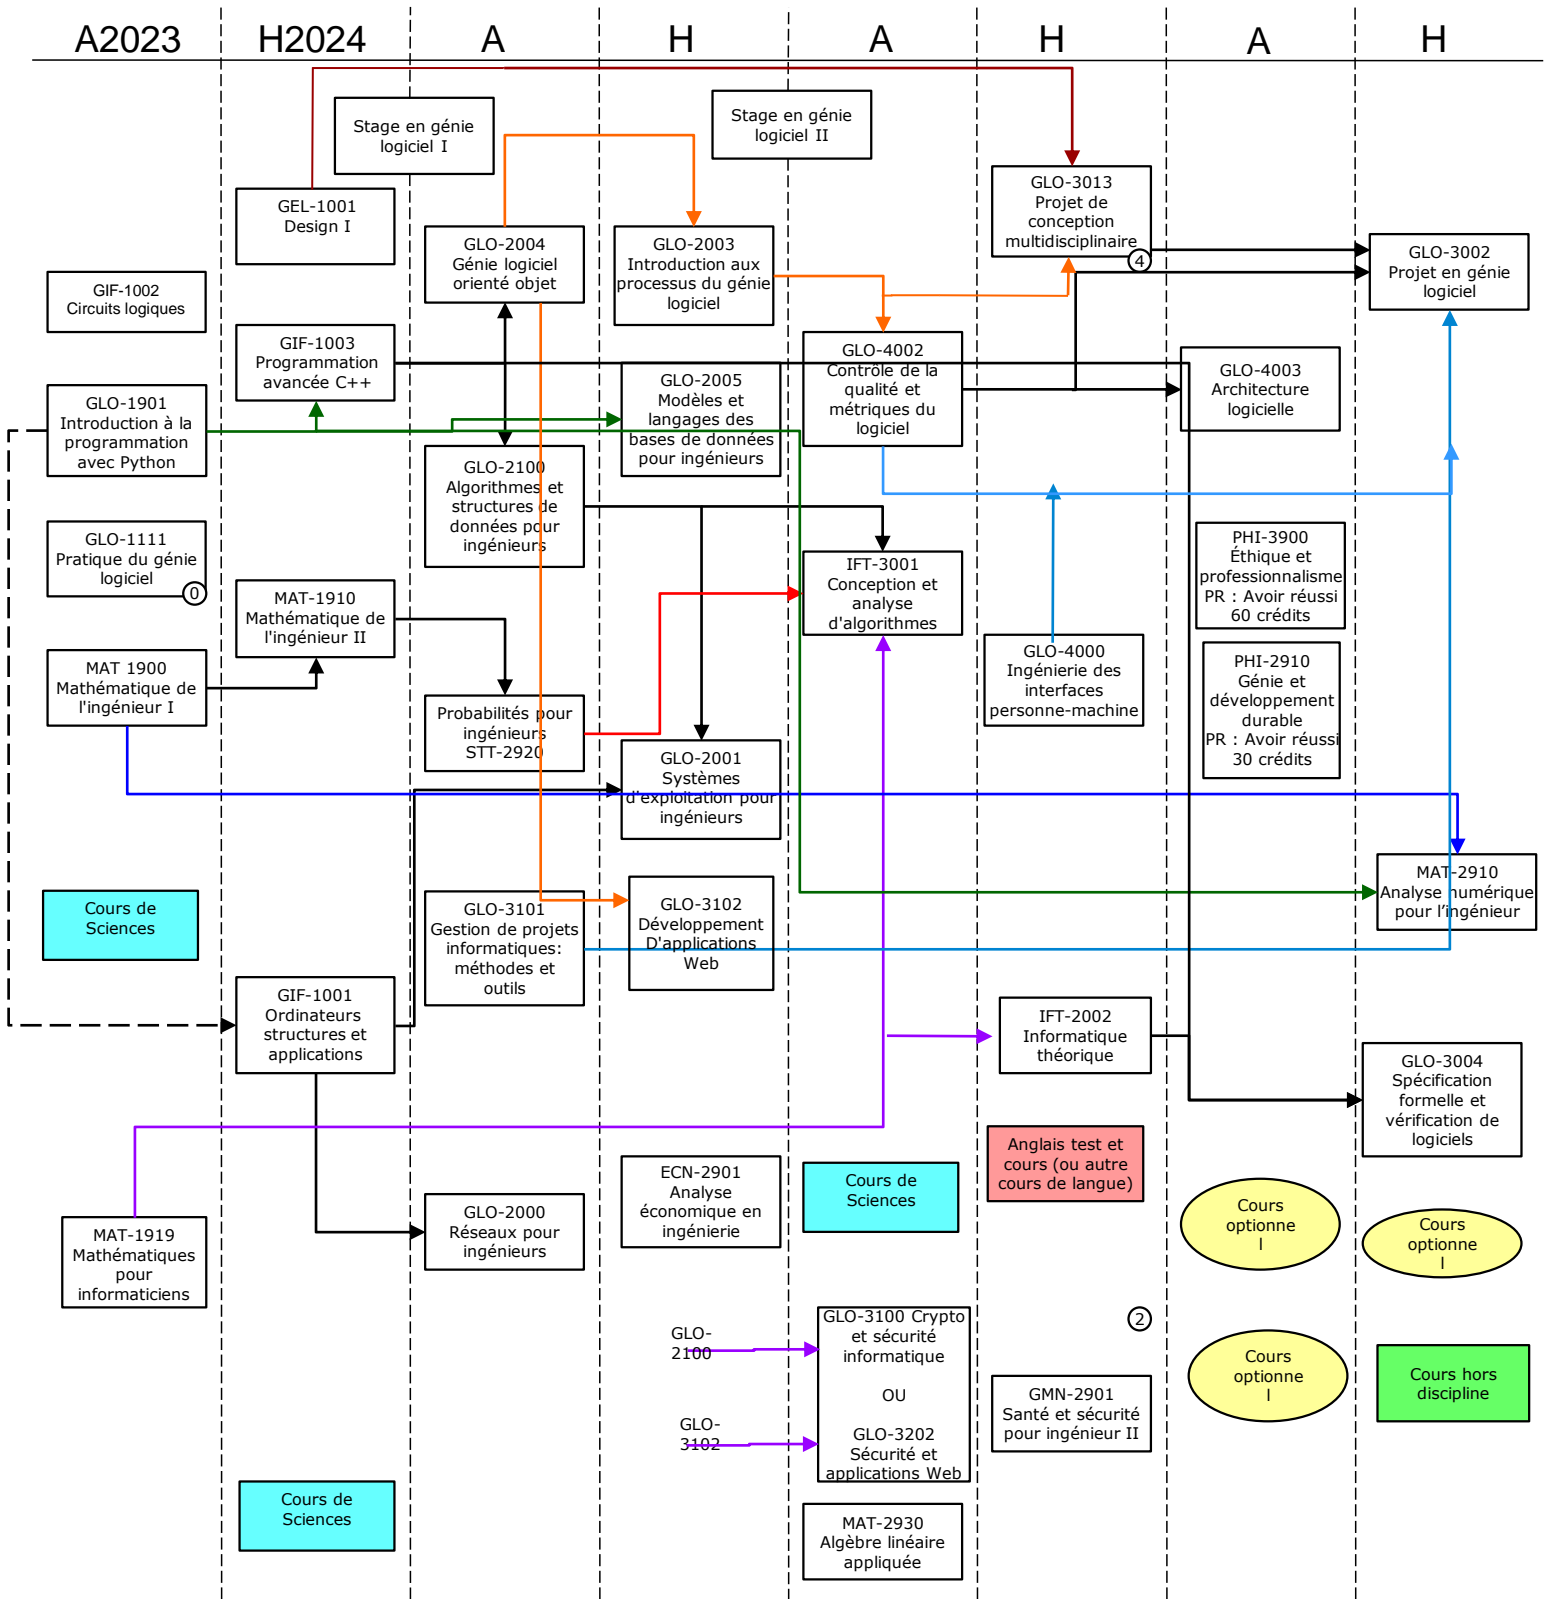 A2023
H2024
A
H
A
H
A
H
Stage en génie
logiciel I
Stage en génie
logiciel II
GIF-1002
Circuits logiques
GLO-1901
Introduction à la
programmation
avec Python
GLO-1111
Pratique du génie
logiciel
0
MAT 1900
Mathématique de
l'ingénieur I
Cours de
Sciences
MAT-1919
Mathématiques
pour
informaticiens
GEL-1001
Design I
GIF-1003
Programmation
avancée C++
MAT-1910
Mathématique de
l'ingénieur II
GIF-1001
Ordinateurs
structures et
applications
Cours de
Sciences
GLO-2004
Génie logiciel
orienté objet
GLO-2100
Algorithmes et
structures de
données pour
ingénieurs
Probabilités pour
ingénieurs
STT-2920
GLO-3101
Gestion de projets
informatiques:
méthodes et
outils
GLO-2000
Réseaux pour
ingénieurs
GLO-2003
Introduction aux
processus du génie
logiciel
GLO-2005
Modèles et
langages des
bases de données
pour ingénieurs
GLO-2001
Systèmes
d'exploitation pour
ingénieurs
GLO-3102
Développement
D'applications
Web
ECN-2901
Analyse
économique en
ingénierie
GLO-
2100
GLO-
3102
GLO-4002
Contrôle de la
qualité et
métriques du
logiciel
IFT-3001
Conception et
analyse
d'algorithmes
Cours de
Sciences
GLO-3100 Crypto
et sécurité
informatique
OU
GLO-3202
Sécurité et
applications Web
MAT-2930
Algèbre linéaire
appliquée
GLO-3013
Projet de
conception
multidisciplinaire
4
GLO-4000
Ingénierie des
interfaces
personne-machine
IFT-2002
Informatique
théorique
Anglais test et
cours (ou autre
cours de langue)
2
GMN-2901
Santé et sécurité
pour ingénieur II
GLO-4003
Architecture
logicielle
PHI-3900
Éthique et
professionnalisme
PR : Avoir réussi
60 crédits
PHI-2910
Génie et
développement
durable
PR : Avoir réussi
30 crédits
Cours
optionne
l
Cours
optionne
l
GLO-3002
Projet en génie
logiciel
MAT-2910
Analyse numérique
pour l’ingénieur
GLO-3004
Spécification
formelle et
vérification de
logiciels
Cours
optionne
l
Cours hors
discipline